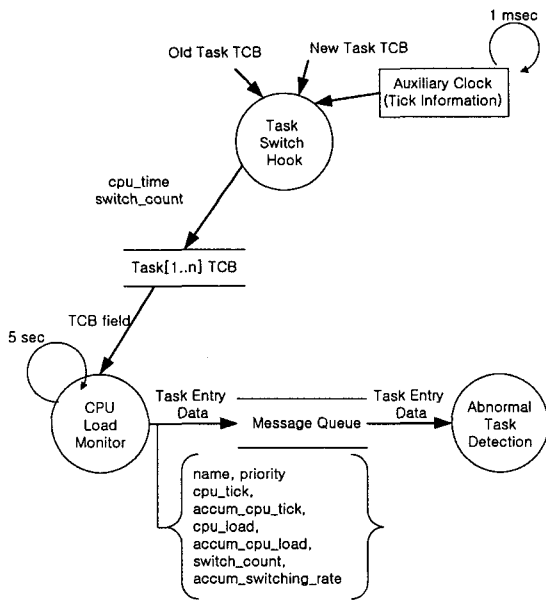 1 msec
Old Task TCB
New Task TCB
Auxiliary Clock
(Tick Information)
Task
Switch
Hook
cpu_time
switch_count
Task[1..n] TCB
TCB field
5 sec
CPU
Load
Monitor
Task Entry
Data
Message Queue
Task Entry
Data
Abnormal
Task
Detection
name, priority
cpu_tick,
accum_cpu_tick,
cpu_load,
accum_cpu_load,
switch_count,
accum_switching_rate